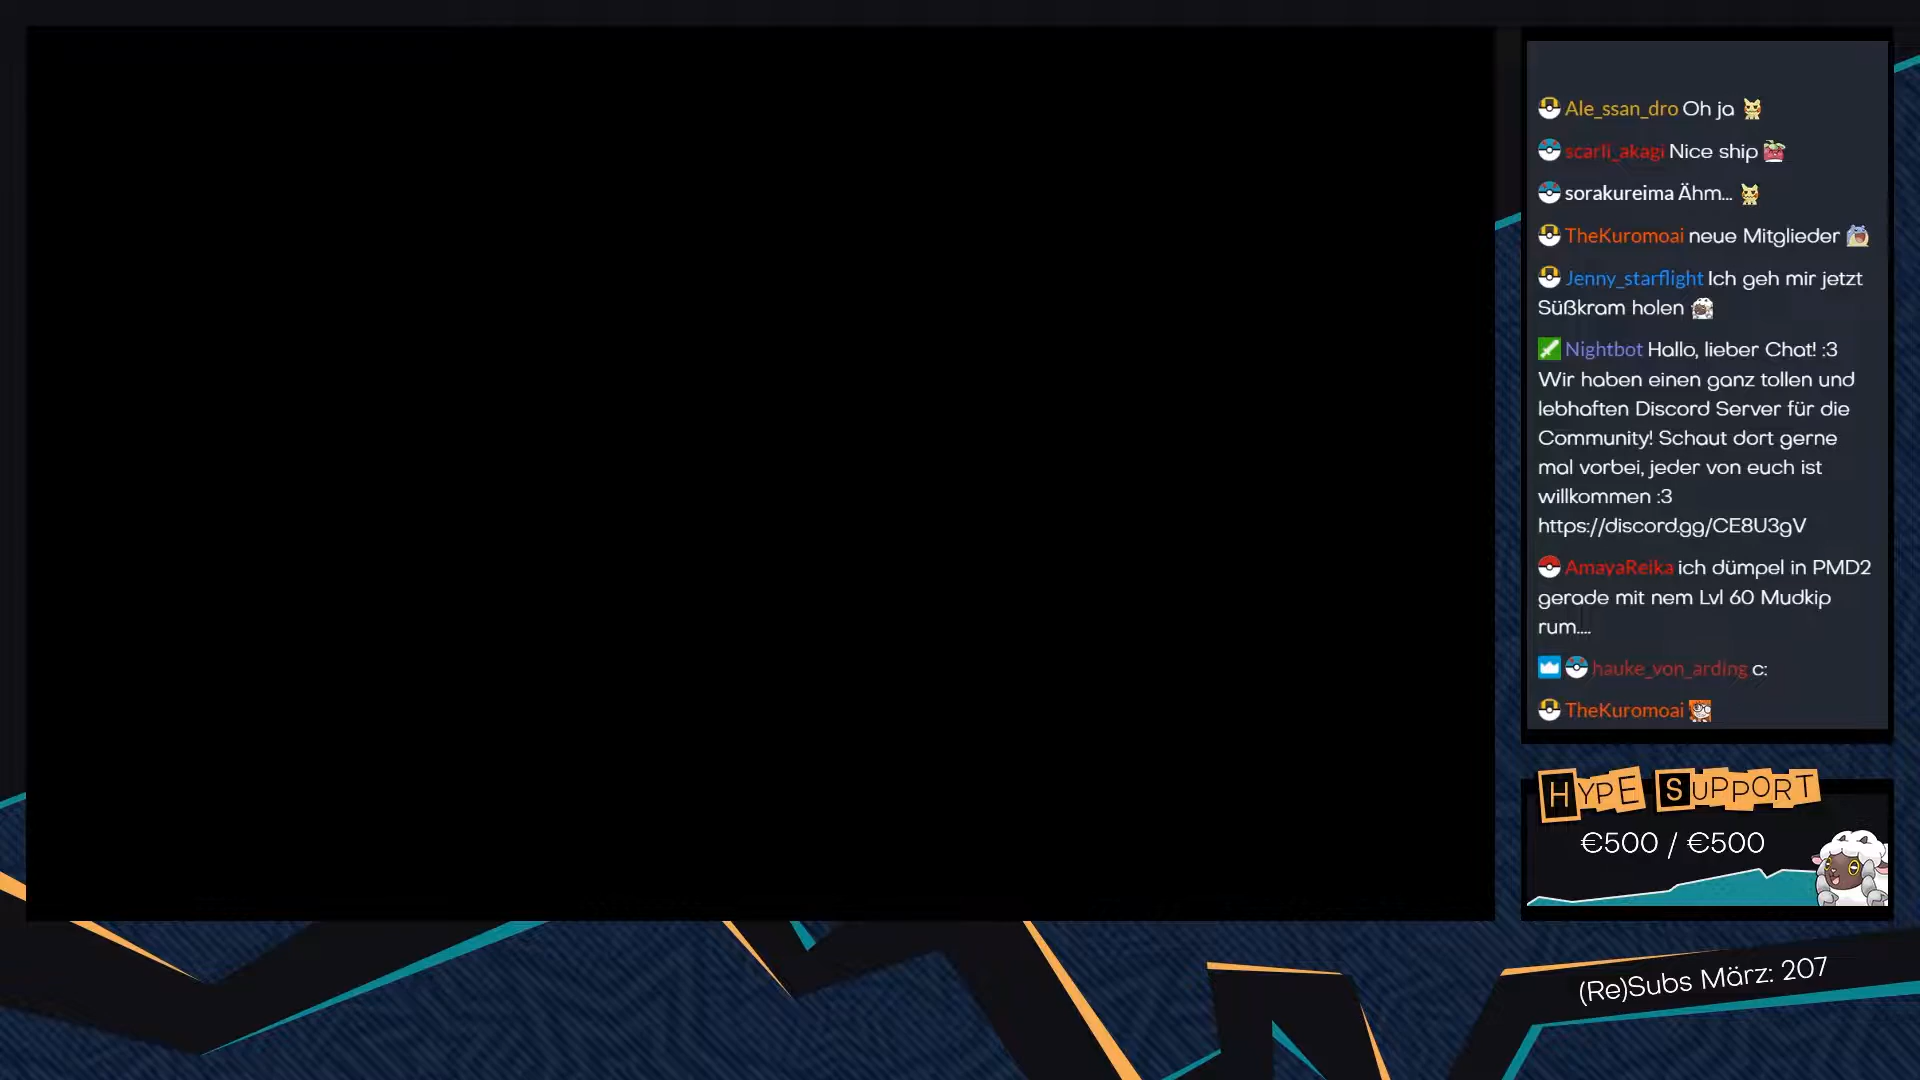 Ale_ssan_dro Oh ja
scarli_akagi Nice ship
sorakureima Ähm...
TheKuromoai neue Mitglieder
Jenny_starflight Ich geh mir jetzt
Süßkram holen
Nightbot Hallo, lieber Chat! :3
Wir haben einen ganz tollen und
lebhaften Discord Server für die
Community! Schaut dort gerne
mal vorbei, jeder von euch ist
willkommen :3
https://discord.gg/CE8U3gV
AmayaReika ich dümpel in PMD2
gerade mit nem Lvl 60 Mudkip
rum....
hauke_von_arding c:
TheKuromoai
HYPE SUPPORT
€500 / €500
(Re)Subs März: 207